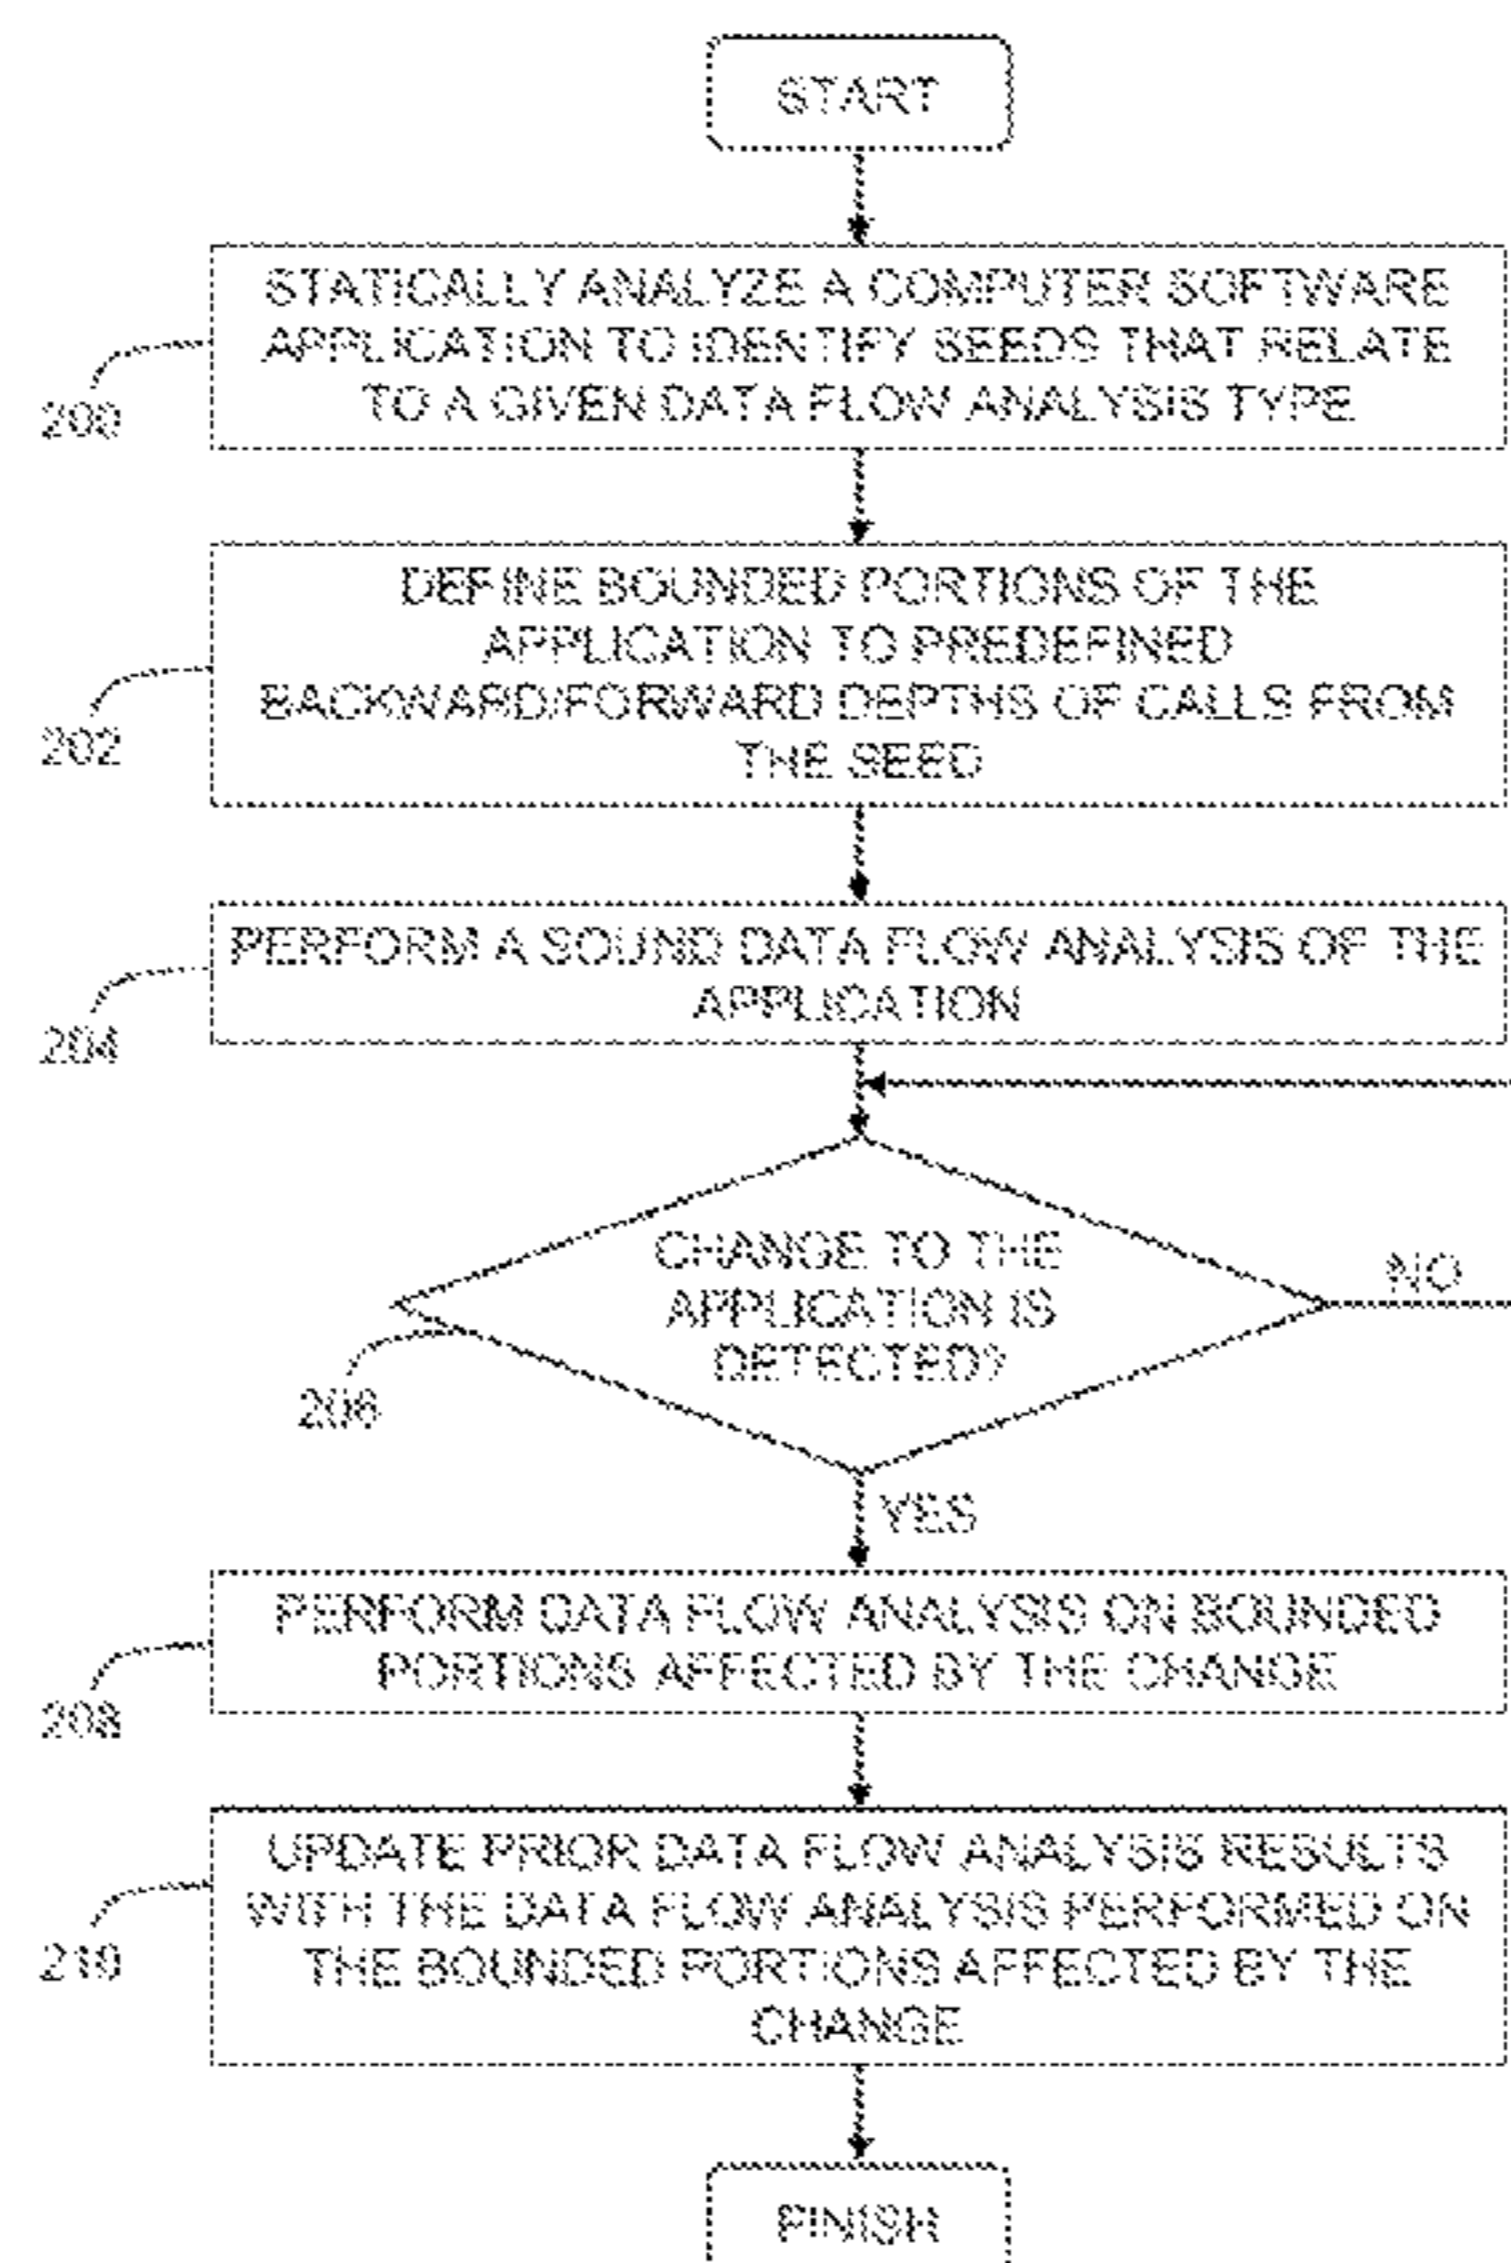 START
STATICALLY ANALYZE A COMPUTER SOFTWARE
APPLICATION TO IDENTIFY SEEDS THAT RELATE
TO A GIVEN DATA FLOW ANALYSIS TYPE
200
DEFINE BOUNDED PORTIONS OF THE
APPLICATION TO PREDEFINED
BACKWARD/FORWARD DEPTHS OF CALLS FROM
THE SEED
202
PERFORM A SOUND DATA FLOW ANALYSIS OF THE
APPLICATION
204
CHANGE TO THE
APPLICATION IS
DETECTED?
NO
206
YES
PERFORM DATA FLOW ANALYSIS ON BOUNDED
PORTIONS AFFECTED BY THE CHANGE
208
UPDATE PRIOR DATA FLOW ANALYSIS RESULTS
WITH THE DATA FLOW ANALYSIS PERFORMED ON
THE BOUNDED PORTIONS AFFECTED BY THE
CHANGE
210
FINISH